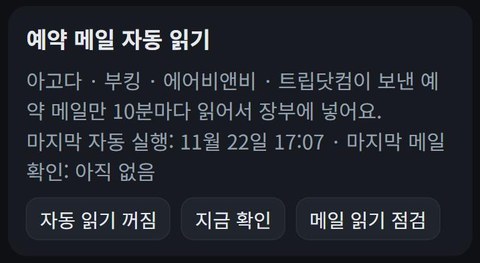 예약 메일 자동 읽기
아고다 · 부킹 · 에어비앤비 · 트립닷컴이 보낸 예
약 메일만 10분마다 읽어서 장부에 넣어요.
마지막 자동 실행: 11월 22일 17:07 · 마지막 메일
확인: 아직 없음
자동 읽기 꺼짐 지금 확인 메일 읽기 점검